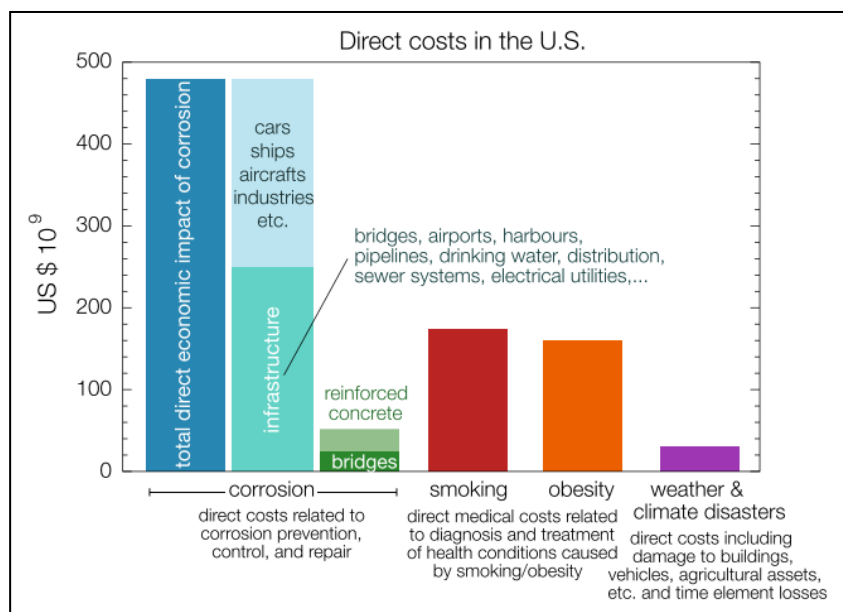 Direct costs in the U.S.
US $ 10 9
500
400
300
200
100
0
total direct economic impact of corrosion
cars
ships
aircrafts
industries
etc.
infrastructure
bridges, airports, harbours,
pipelines, drinking water, distribution,
sewer systems, electrical utilities,...
reinforced
concrete
bridges
corrosion
direct costs related to
corrosion prevention,
control, and repair
smoking
obesity
direct medical costs related
to diagnosis and treatment
of health conditions caused
by smoking/obesity
weather &
climate disasters
direct costs including
damage to buildings,
vehicles, agricultural assets,
etc. and time element losses